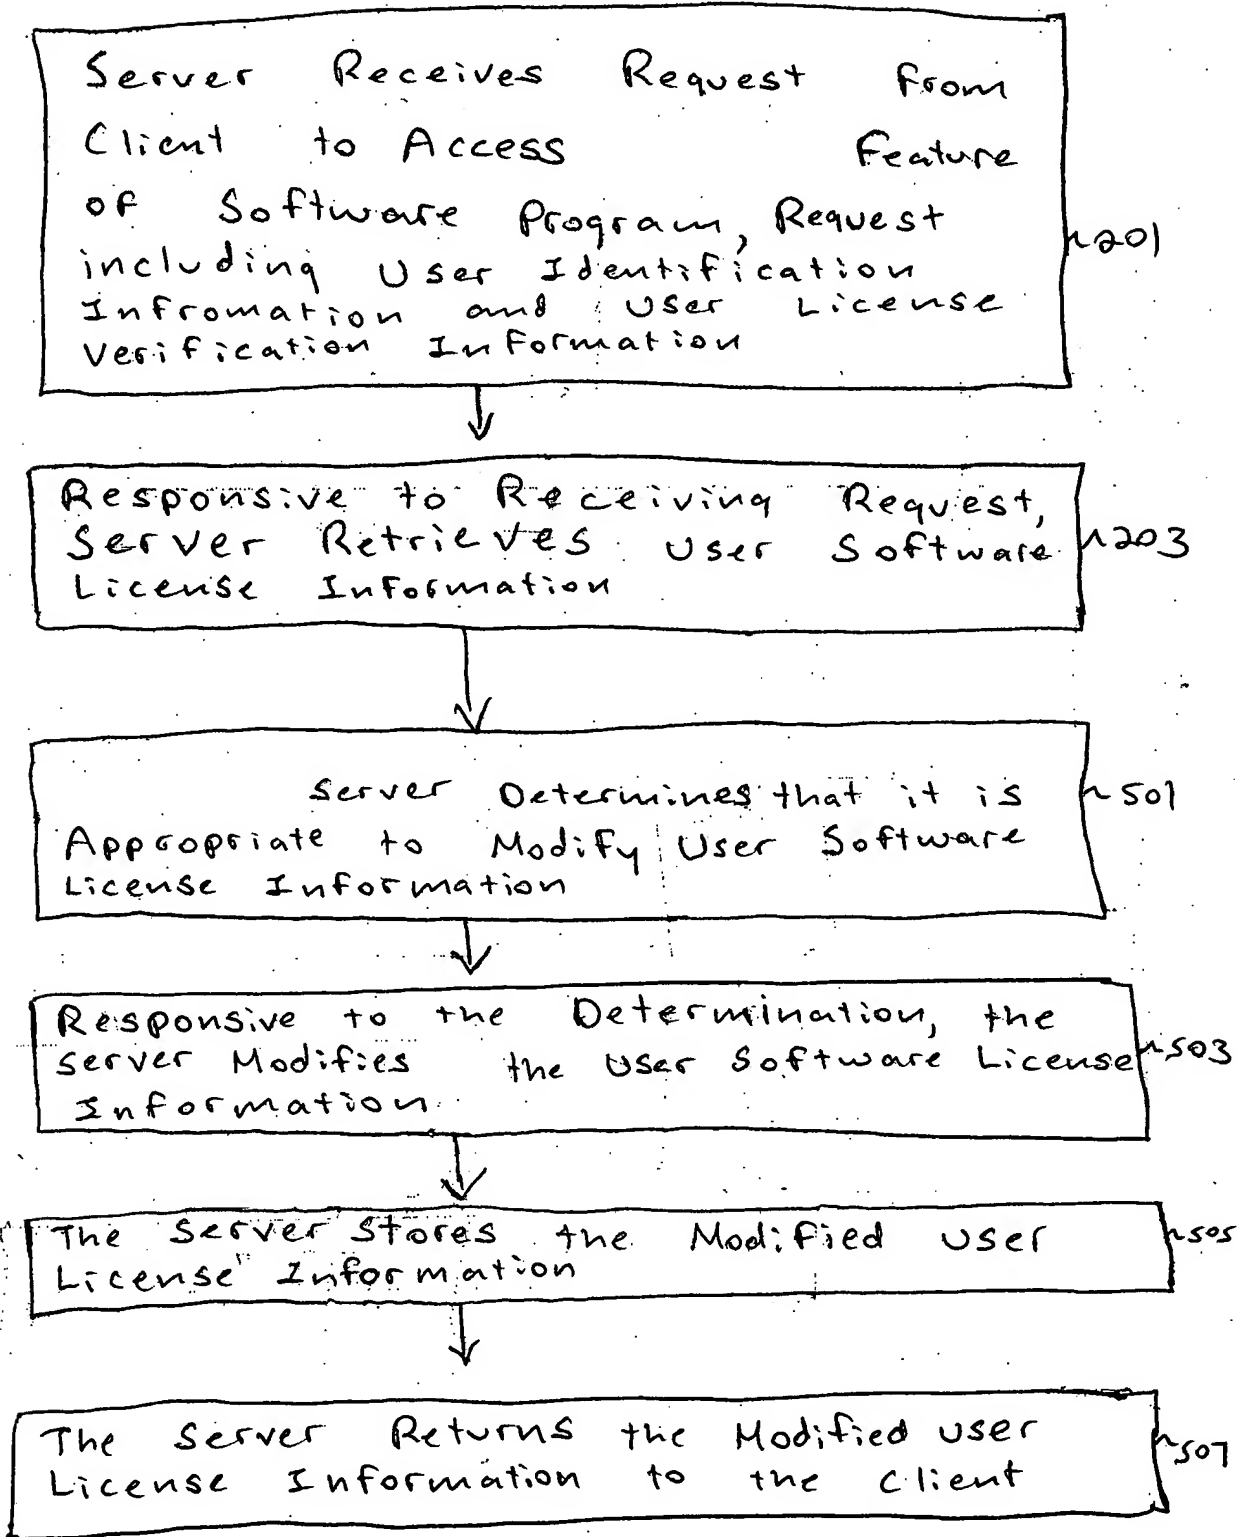 Server Receives Request From
Client to Access Feature
of Software Program, Request
including User Identification
Infromation and User License
Verification Information
~201
Responsive to Receiving Request,
Server Retrieves User Software
License Information
~203
Server Determines that it is
Appropriate to Modify User Software
License Information
~501
Responsive to the Determination, the
Server Modifies the User Software License
Information
~503
The Server Stores the Modified User
License Information
~505
The Server Returns the Modified User
License Information to the Client
~507